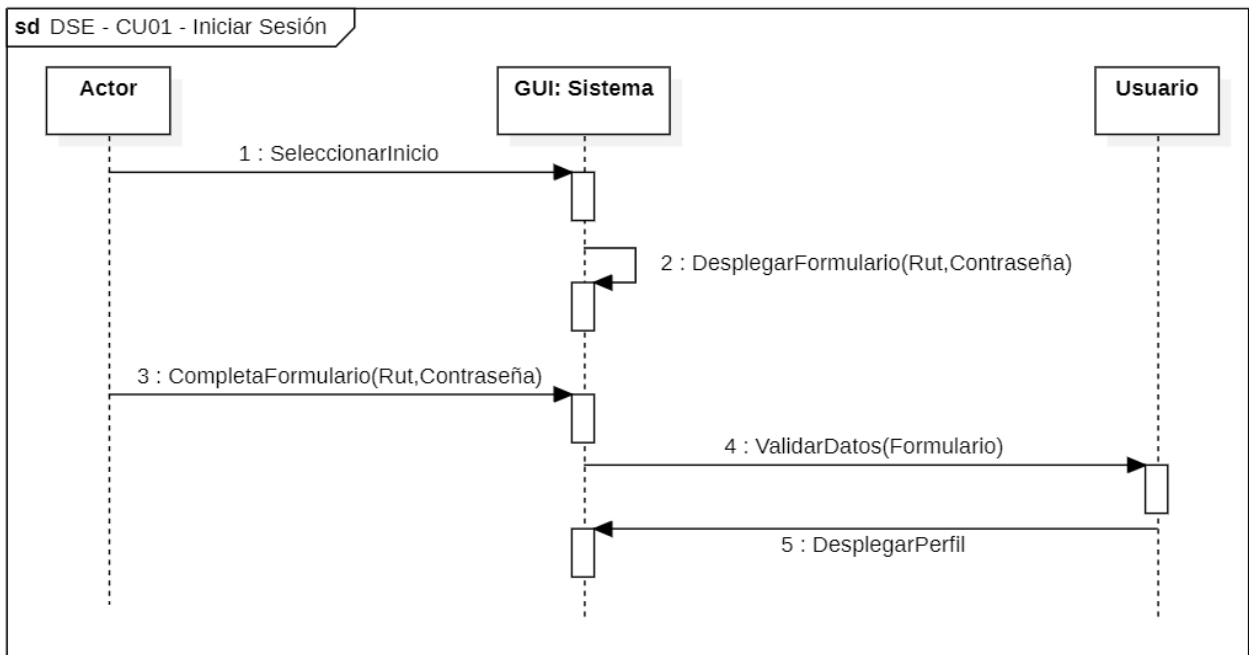 sd DSE - CU01 - Iniciar Sesión
Actor
GUI: Sistema
Usuario
1 : SeleccionarInicio
2 : DesplegarFormulario(Rut,Contraseña)
3 : CompletaFormulario(Rut,Contraseña)
4 : ValidarDatos(Formulario)
5 : DesplegarPerfil